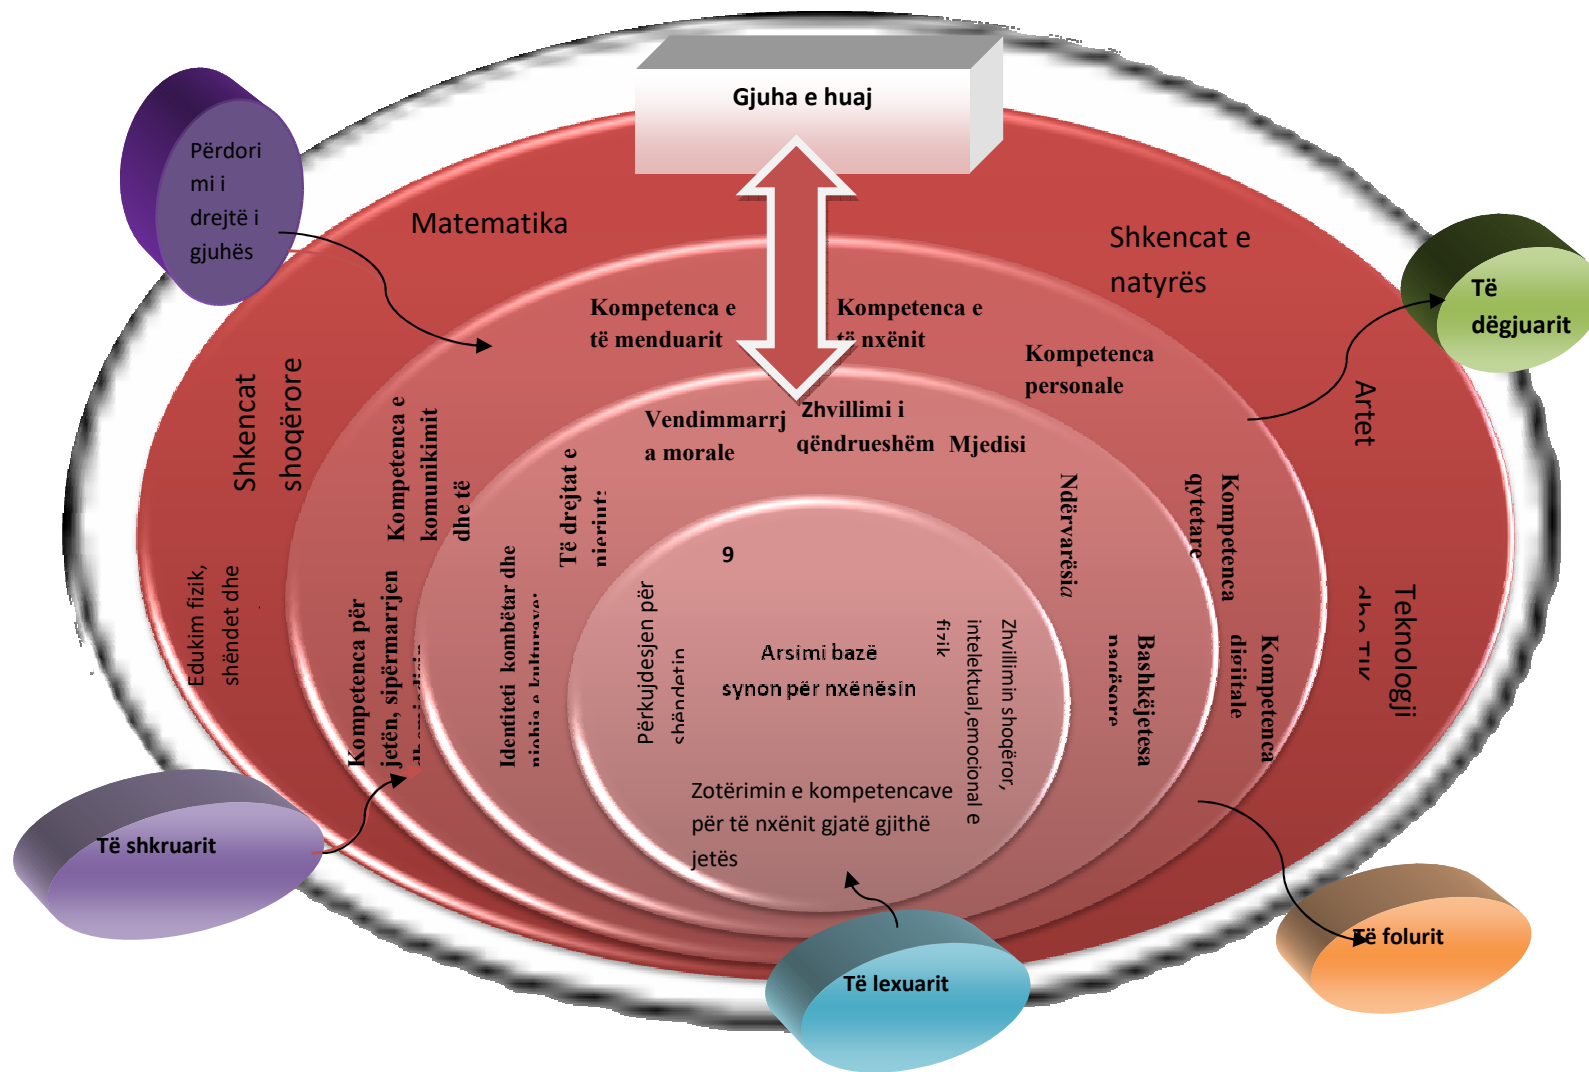 Gjuha e huaj
Përdori
mi i
drejtë i
gjuhës
Matematika
Shkencat e
natyrës
Të
dëgjuarit
Kompetenca e
të menduarit
Kompetenca e
të nxënit
Kompetenca
personale
Shkencat
shoqërore
Artet
Kompetenca e
komunikimit
dhe të
Vendimmarrj
a morale
Zhvillimi i
qëndrueshëm
Mjedisi
Të drejtat e
Ndërvarësia
Kompetenca
qytetare
9
Edukim fizik,
shëndet dhe
Teknologji
dhe TIK
Kompetenca për
jetën, sipërmarrjen
Identiteti kombëtar dhe
Përkujdesjen për
shëndetin
Arsimi bazë
synon për nxënësin
Zhvillimin shoqëror,
intelektual,emocional e
fizik
Bashkëjetesa
paqësore
Kompetenca
digjitale
Zotërimin e kompetencave
për të nxënit gjatë gjithë
jetës
Të shkruarit
Të lexuarit
Të folurit